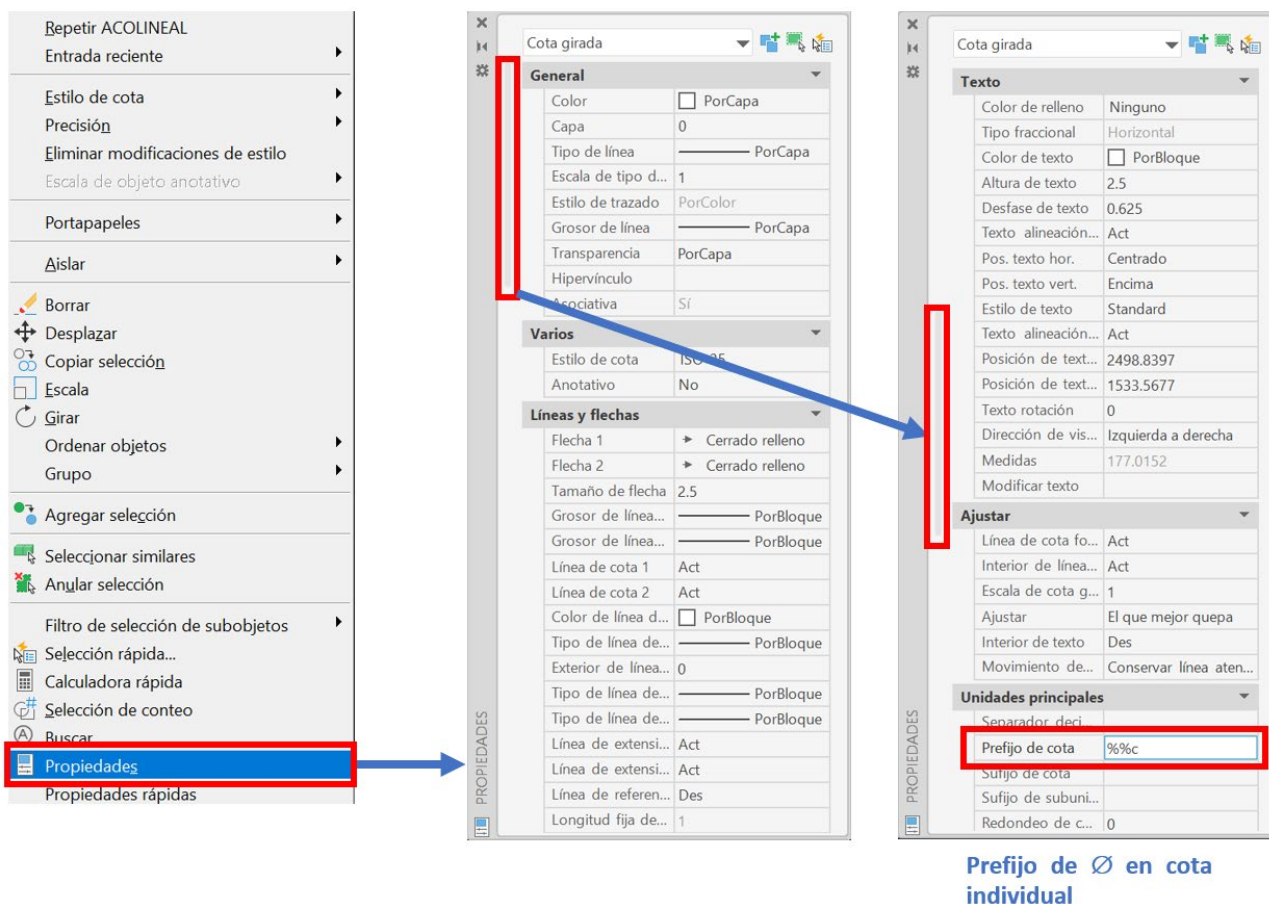 Repetir ACOLINEAL
Entrada reciente
Estilo de cota
Precisión
Eliminar modificaciones de estilo
Escala de objeto anotativo
Portapapeles
Aislar
Borrar
Desplazar
Copiar selección
Escala
Girar
Ordenar objetos
Grupo
Agregar selección
Seleccionar similares
Anular selección
Filtro de selección de subobjetos
Selección rápida...
Calculadora rápida
Selección de conteo
Buscar
Propiedades
Propiedades rápidas
Cota girada
General
Color PorCapa
Capa 0
Tipo de línea PorCapa
Escala de tipo d... 1
Estilo de trazado PorColor
Grosor de línea PorCapa
Transparencia PorCapa
Hipervínculo
Asociativa Sí
Varios
Estilo de cota ISO-25
Anotativo No
Líneas y flechas
Flecha 1 Cerrado relleno
Flecha 2 Cerrado relleno
Tamaño de flecha 2.5
Grosor de línea... PorBloque
Grosor de línea... PorBloque
Línea de cota 1 Act
Línea de cota 2 Act
Color de línea d... PorBloque
Tipo de línea de... PorBloque
Exterior de línea... 0
Tipo de línea de... PorBloque
Tipo de línea de... PorBloque
Línea de extensi... Act
Línea de extensi... Act
Línea de referen... Des
Longitud fija de... 1
PROPIEDADES
Cota girada
Texto
Color de relleno Ninguno
Tipo fraccional Horizontal
Color de texto PorBloque
Altura de texto 2.5
Desfase de texto 0.625
Texto alineación... Act
Pos. texto hor. Centrado
Pos. texto vert. Encima
Estilo de texto Standard
Texto alineación... Act
Posición de text... 2498.8397
Posición de text... 1533.5677
Texto rotación 0
Dirección de vis... Izquierda a derecha
Medidas 177.0152
Modificar texto
Ajustar
Línea de cota fo... Act
Interior de línea... Act
Escala de cota g... 1
Ajustar El que mejor quepa
Interior de texto Des
Movimiento de... Conservar línea aten...
Unidades principales
Separador deci...
Prefijo de cota %%c
Sufijo de cota
Sufijo de subuni...
Redondeo de c... 0
PROPIEDADES
Prefijo de ∅ en cota
individual